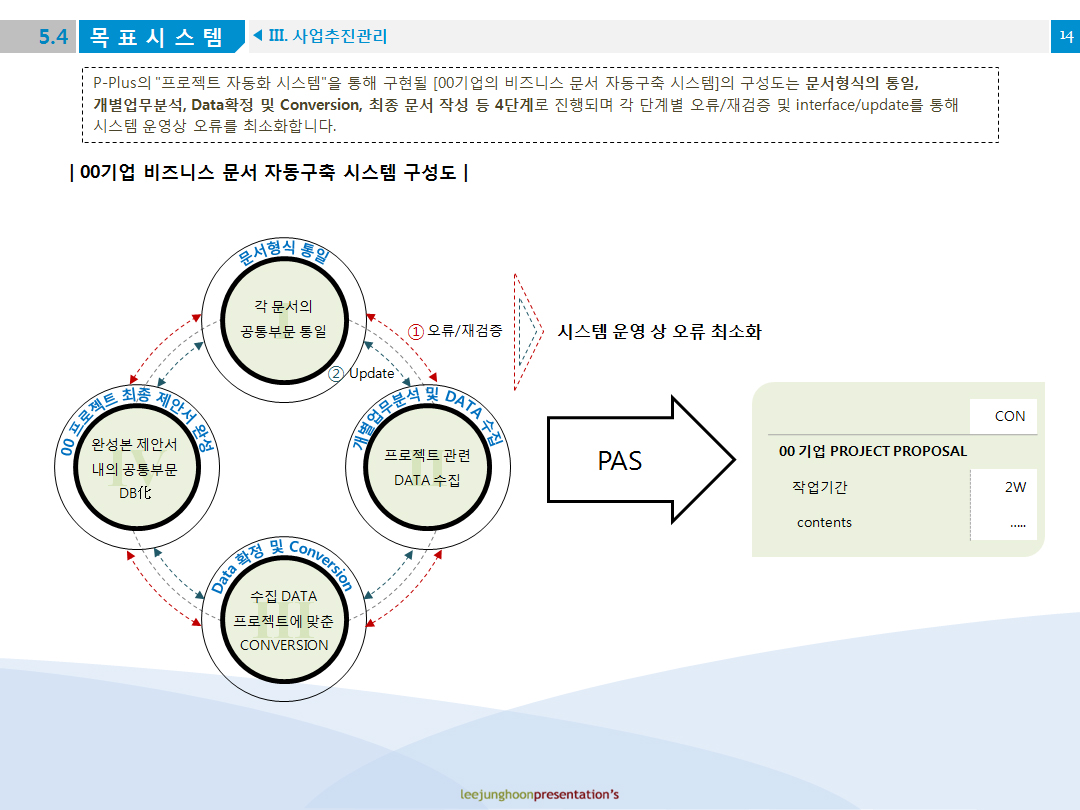 5.4
목표시스템
III. 사업추진관리
14
P-Plus의 "프로젝트 자동화 시스템"을 통해 구현될 [00기업의 비즈니스 문서 자동구축 시스템]의 구성도는 문서형식의 통일,
개별업무분석, Data확정 및 Conversion, 최종 문서 작성 등 4단계로 진행되며 각 단계별 오류/재검증 및 interface/update를 통해
시스템 운영상 오류를 최소화합니다.
| 00기업 비즈니스 문서 자동구축 시스템 구성도 |
문서형식 통일
I
각 문서의
공통부문 통일
① 오류/재검증
② Update
시스템 운영 상 오류 최소화
00 프로젝트 최종 제안서 완성
IV
완성본 제안서
내의 공통부문
DB化
개별업무분석 및 DATA 수집
II
프로젝트 관련
DATA 수집
Data 확정 및 Conversion
III
수집 DATA
프로젝트에 맞춘
CONVERSION
PAS
CON
00 기업 PROJECT PROPOSAL
작업기간
2W
contents
.....
leejunghoonpresentation's